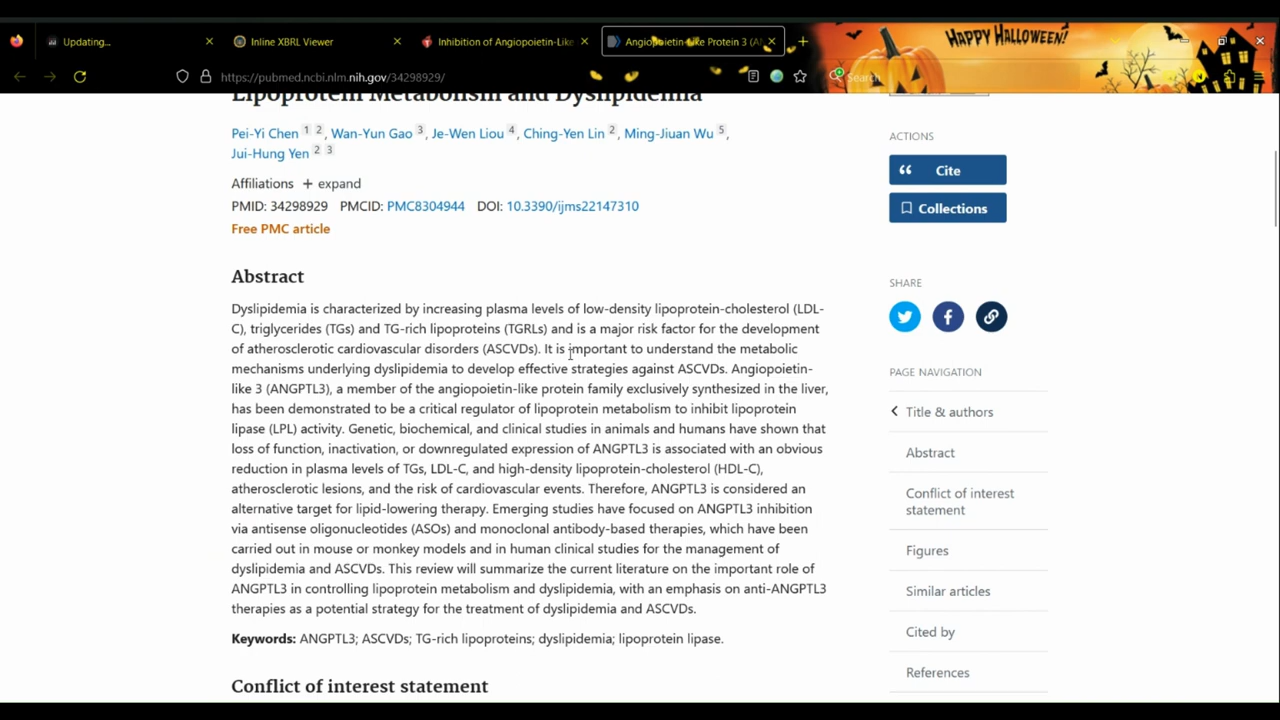 Updating...
Inline XBRL Viewer
Inhibition of Angiopoietin-Like
Angiopoietin-Like Protein 3 (A
HAPPY HALLOWEEN!
https://pubmed.ncbi.nlm.nih.gov/34298929/
Search
Lipoprotein Metabolism and Dyslipidemia
Pei-Yi Chen 1 2, Wan-Yun Gao 3, Je-Wen Liou 4, Ching-Yen Lin 2, Ming-Jiuan Wu 5,
Jui-Hung Yen 2 3
Affiliations + expand
PMID: 34298929 PMCID: PMC8304944 DOI: 10.3390/ijms22147310
Free PMC article
Abstract
Dyslipidemia is characterized by increasing plasma levels of low-density lipoprotein-cholesterol (LDL-
C), triglycerides (TGs) and TG-rich lipoproteins (TGRLs) and is a major risk factor for the development
of atherosclerotic cardiovascular disorders (ASCVDs). It is important to understand the metabolic
mechanisms underlying dyslipidemia to develop effective strategies against ASCVDs. Angiopoietin-
like 3 (ANGPTL3), a member of the angiopoietin-like protein family exclusively synthesized in the liver,
has been demonstrated to be a critical regulator of lipoprotein metabolism to inhibit lipoprotein
lipase (LPL) activity. Genetic, biochemical, and clinical studies in animals and humans have shown that
loss of function, inactivation, or downregulated expression of ANGPTL3 is associated with an obvious
reduction in plasma levels of TGs, LDL-C, and high-density lipoprotein-cholesterol (HDL-C),
atherosclerotic lesions, and the risk of cardiovascular events. Therefore, ANGPTL3 is considered an
alternative target for lipid-lowering therapy. Emerging studies have focused on ANGPTL3 inhibition
via antisense oligonucleotides (ASOs) and monoclonal antibody-based therapies, which have been
carried out in mouse or monkey models and in human clinical studies for the management of
dyslipidemia and ASCVDs. This review will summarize the current literature on the important role of
ANGPTL3 in controlling lipoprotein metabolism and dyslipidemia, with an emphasis on anti-ANGPTL3
therapies as a potential strategy for the treatment of dyslipidemia and ASCVDs.
Keywords: ANGPTL3; ASCVDs; TG-rich lipoproteins; dyslipidemia; lipoprotein lipase.
Conflict of interest statement
ACTIONS
Cite
Collections
SHARE
PAGE NAVIGATION
Title & authors
Abstract
Conflict of interest
statement
Figures
Similar articles
Cited by
References